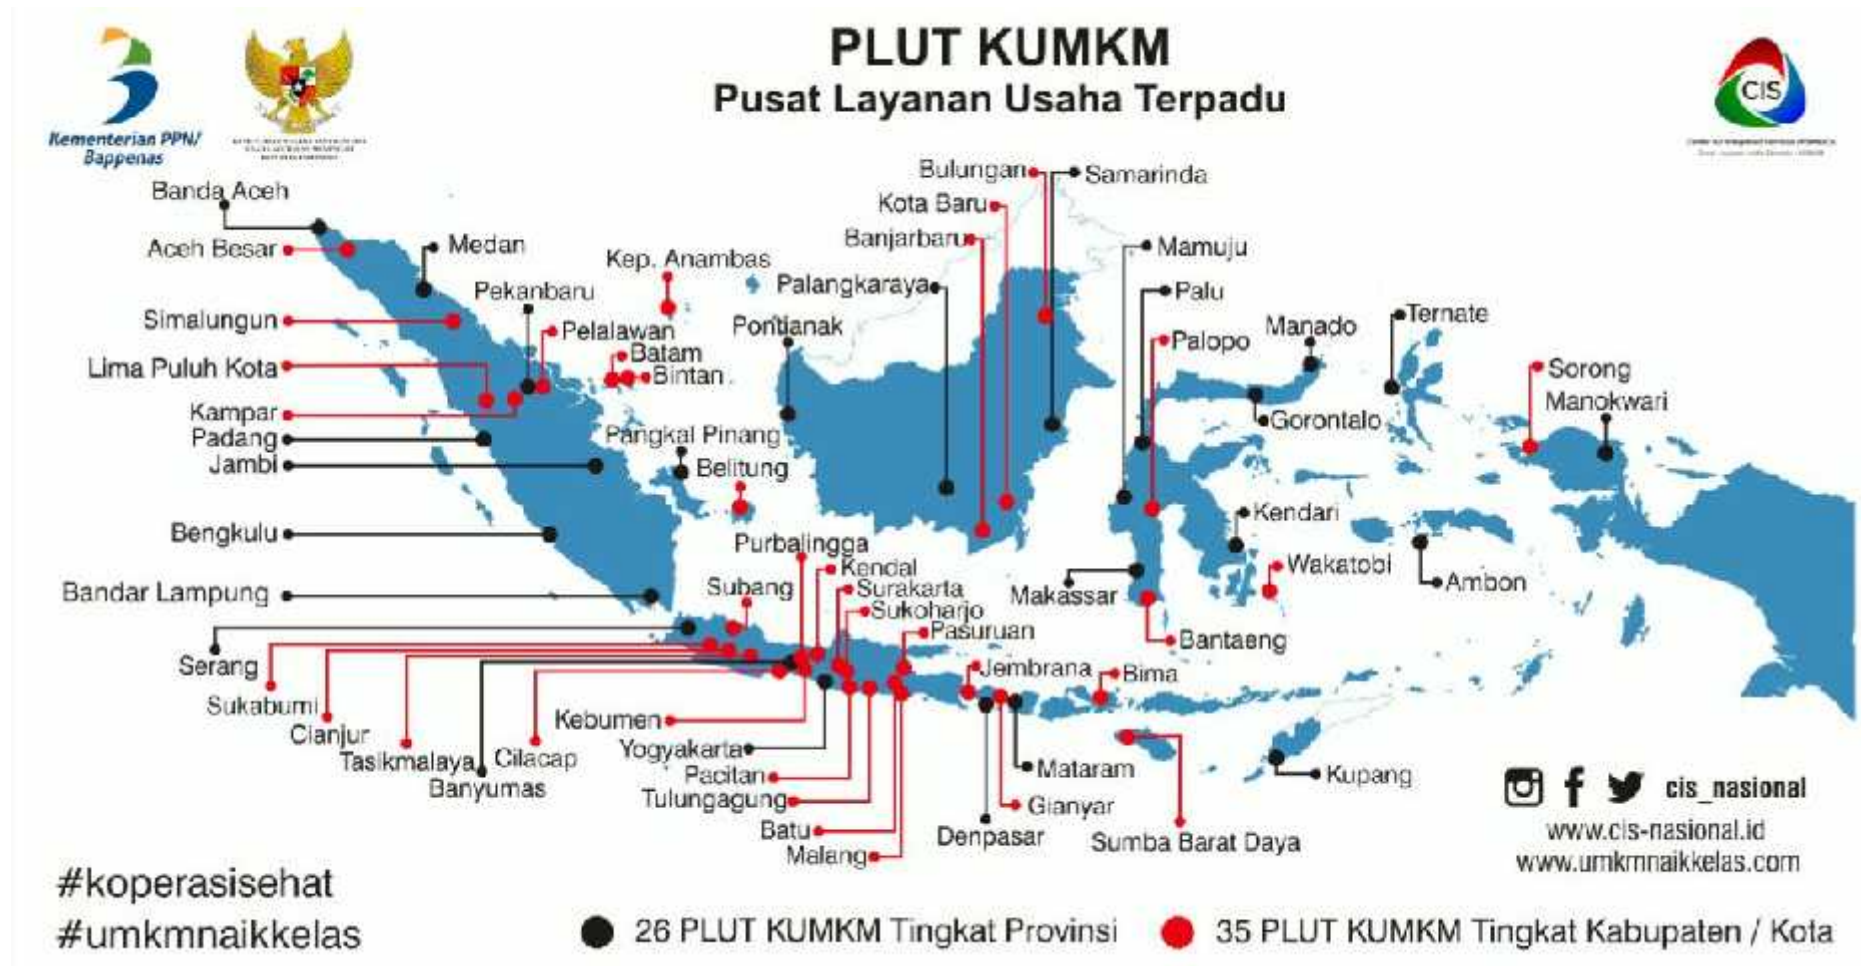 PLUT KUMKM
Pusat Layanan Usaha Terpadu
Kementerian PPN/
Bappenas
CIS
Banda Aceh
Aceh Besar
Medan
Simalungun
Pekanbaru
Pelalawan
Kep. Anambas
Batam
Bintan
Lima Puluh Kota
Kampar
Padang
Jambi
Pangkal Pinang
Belitung
Bengkulu
Bandar Lampung
Bulungan
Samarinda
Kota Baru
Banjarbaru
Palangkaraya
Pontianak
Mamuju
Palu
Palopo
Manado
Gorontalo
Ternate
Sorong
Manokwari
Kendari
Wakatobi
Ambon
Makassar
Bantaeng
Purbalingga
Kendal
Subang
Surakarta
Sukoharjo
Pasuruan
Jembrana
Bima
Serang
Sukabumi
Cianjur
Tasikmalaya
Banyumas
Cilacap
Kebumen
Yogyakarta
Pacitan
Tulungagung
Batu
Malang
Denpasar
Mataram
Gianyar
Sumba Barat Daya
Kupang
cis_nasional
www.cis-nasional.id
www.umkmnaikkelas.com
#koperasisehat
#umkmnaikkelas
26 PLUT KUMKM Tingkat Provinsi
35 PLUT KUMKM Tingkat Kabupaten / Kota